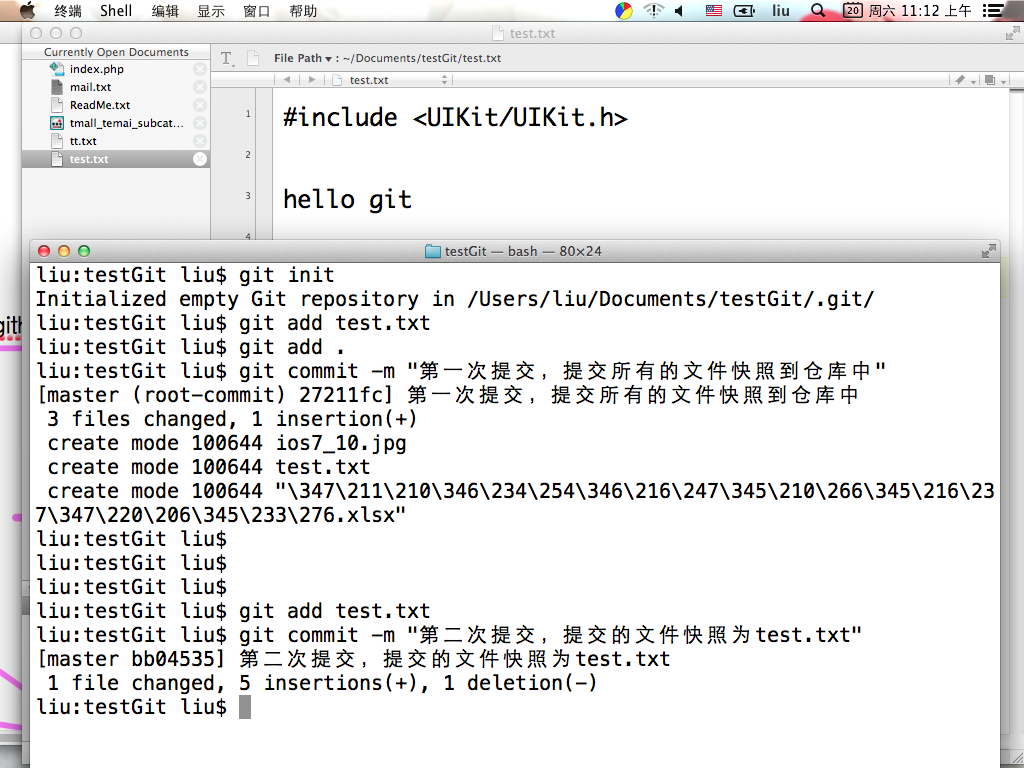 终端 Shell 编辑 显示 窗口 帮助 liu 20 周六 11:12 上午
test.txt
Currently Open Documents
index.php
mail.txt
ReadMe.txt
tmall_temai_subcat...
tt.txt
test.txt
File Path ▾ : ~/Documents/testGit/test.txt
test.txt
1 #include <UIKit/UIKit.h>
2
3 hello git
4
testGit — bash — 80×24
liu:testGit liu$ git init
Initialized empty Git repository in /Users/liu/Documents/testGit/.git/
liu:testGit liu$ git add test.txt
liu:testGit liu$ git add .
liu:testGit liu$ git commit -m "第一次提交，提交所有的文件快照到仓库中"
[master (root-commit) 27211fc] 第一次提交，提交所有的文件快照到仓库中
3 files changed, 1 insertion(+)
create mode 100644 ios7_10.jpg
create mode 100644 test.txt
create mode 100644 "\347\211\210\346\234\254\346\216\247\345\210\266\345\216\23
7\347\220\206\345\233\276.xlsx"
liu:testGit liu$
liu:testGit liu$
liu:testGit liu$
liu:testGit liu$ git add test.txt
liu:testGit liu$ git commit -m "第二次提交，提交的文件快照为test.txt"
[master bb04535] 第二次提交，提交的文件快照为test.txt
1 file changed, 5 insertions(+), 1 deletion(-)
liu:testGit liu$